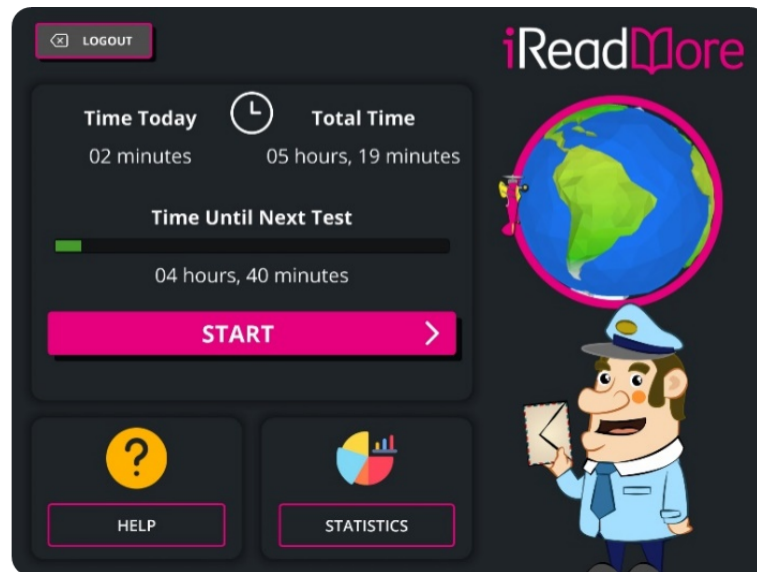 LOGOUT
iReadMore
Time Today
Total Time
02 minutes
05 hours, 19 minutes
Time Until Next Test
04 hours, 40 minutes
START
HELP
STATISTICS